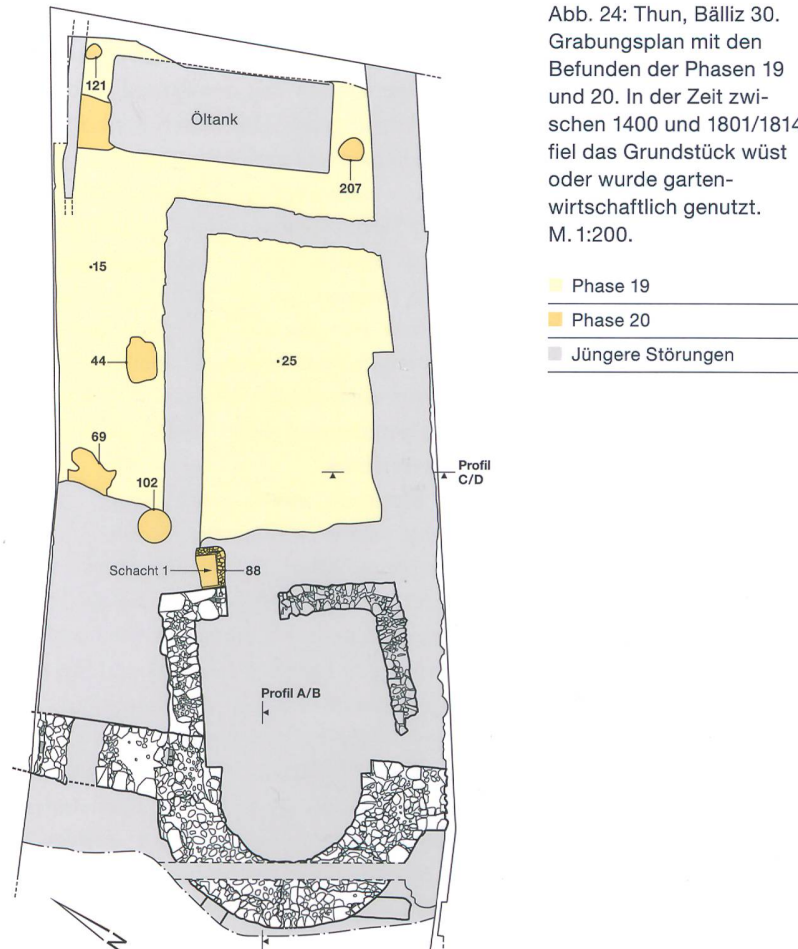 Abb. 24: Thun, Bälliz 30.
Grabungsplan mit den
Befunden der Phasen 19
und 20. In der Zeit zwi-
schen 1400 und 1801/1814
fiel das Grundstück wüst
oder wurde garten-
wirtschaftlich genutzt.
M. 1:200.
Phase 19
Phase 20
Jüngere Störungen
121
Öltank
207
15
44
25
69
102
Profil
C/D
Schacht 1
88
Profil A/B
N